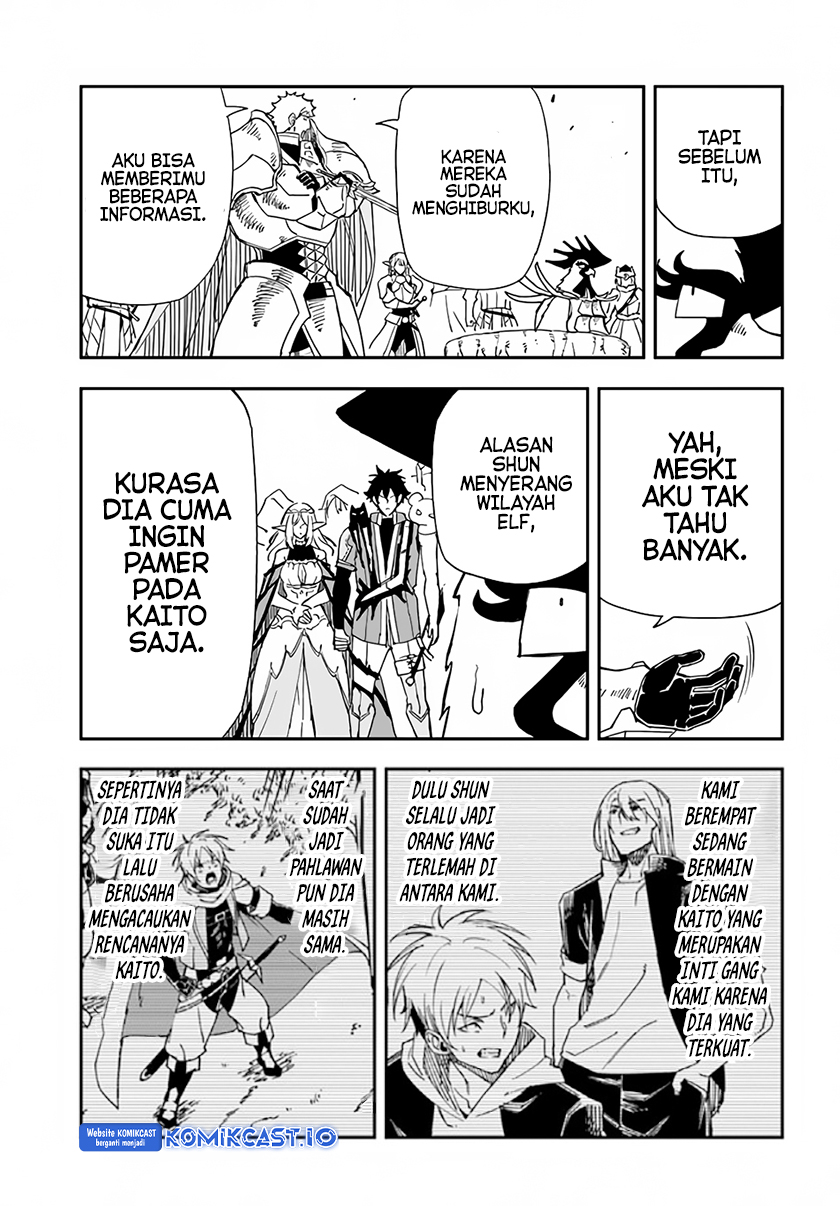 TAPI
SEBELUM
ITU,
KARENA
MEREKA
SUDAH
MENGHIBURKU,
AKU BISA
MEMBERIMU
BEBERAPA
INFORMASI.
YAH,
MESKI
AKU TAK
TAHU
BANYAK.
ALASAN
SHUN
MENYERANG
WILAYAH
ELF,
KURASA
DIA CUMA
INGIN
PAMER
PADA
KAITO
SAJA.
KAMI
BEREMPAT
SEDANG
BERMAIN
DENGAN
KAITO YANG
MERUPAKAN
INTI GANG
KAMI KARENA
DIA YANG
TERKUAT.
DULU SHUN
SELALU JADI
ORANG YANG
TERLEMAH DI
ANTARA KAMI.
SAAT
SUDAH
JADI
PAHLAWAN
PUN DIA
MASIH
SAMA.
SEPERTINYA
DIA TIDAK
SUKA ITU
LALU
BERUSAHA
MENGACAUKAN
RENCANANYA
KAITO.
Website KOMIKCAST
berganti menjadi
KOMIKCAST.IO